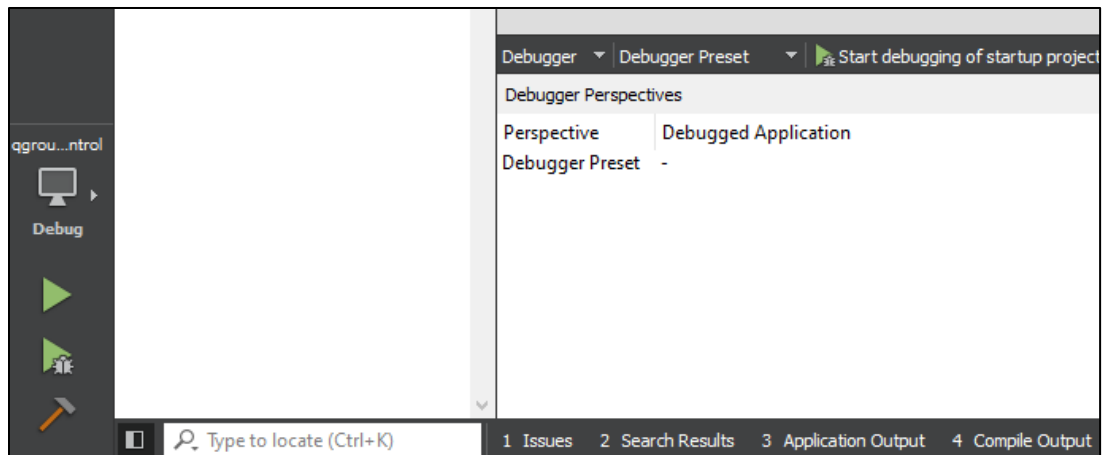 Debugger Debugger Preset Start debugging of startup project
Debugger Perspectives
Perspective Debugged Application
Debugger Preset -
qgrou...ntrol
Debug
Type to locate (Ctrl+K)
1 Issues 2 Search Results 3 Application Output 4 Compile Output